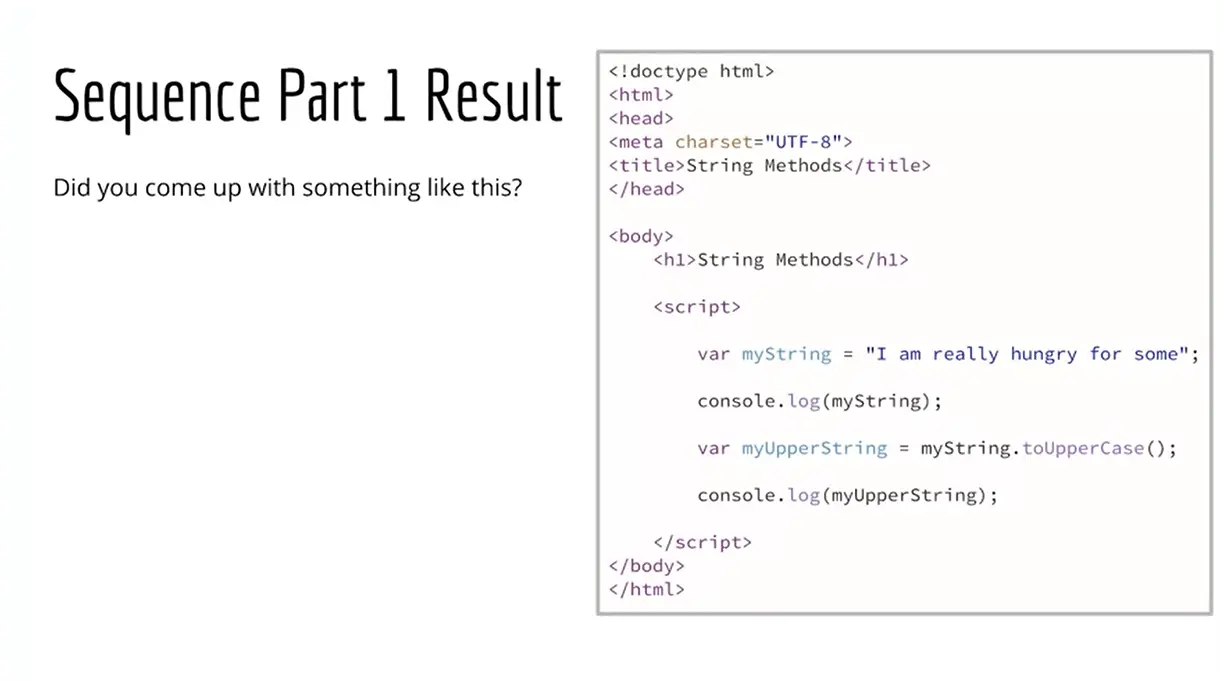 Sequence Part 1 Result
Did you come up with something like this?
<!doctype html>
<html>
<head>
<meta charset="UTF-8">
<title>String Methods</title>
</head>
<body>
<h1>String Methods</h1>
<script>
var myString = "I am really hungry for some";
console.log(myString);
var myUpperString = myString.toUpperCase();
console.log(myUpperString);
</script>
</body>
</html>